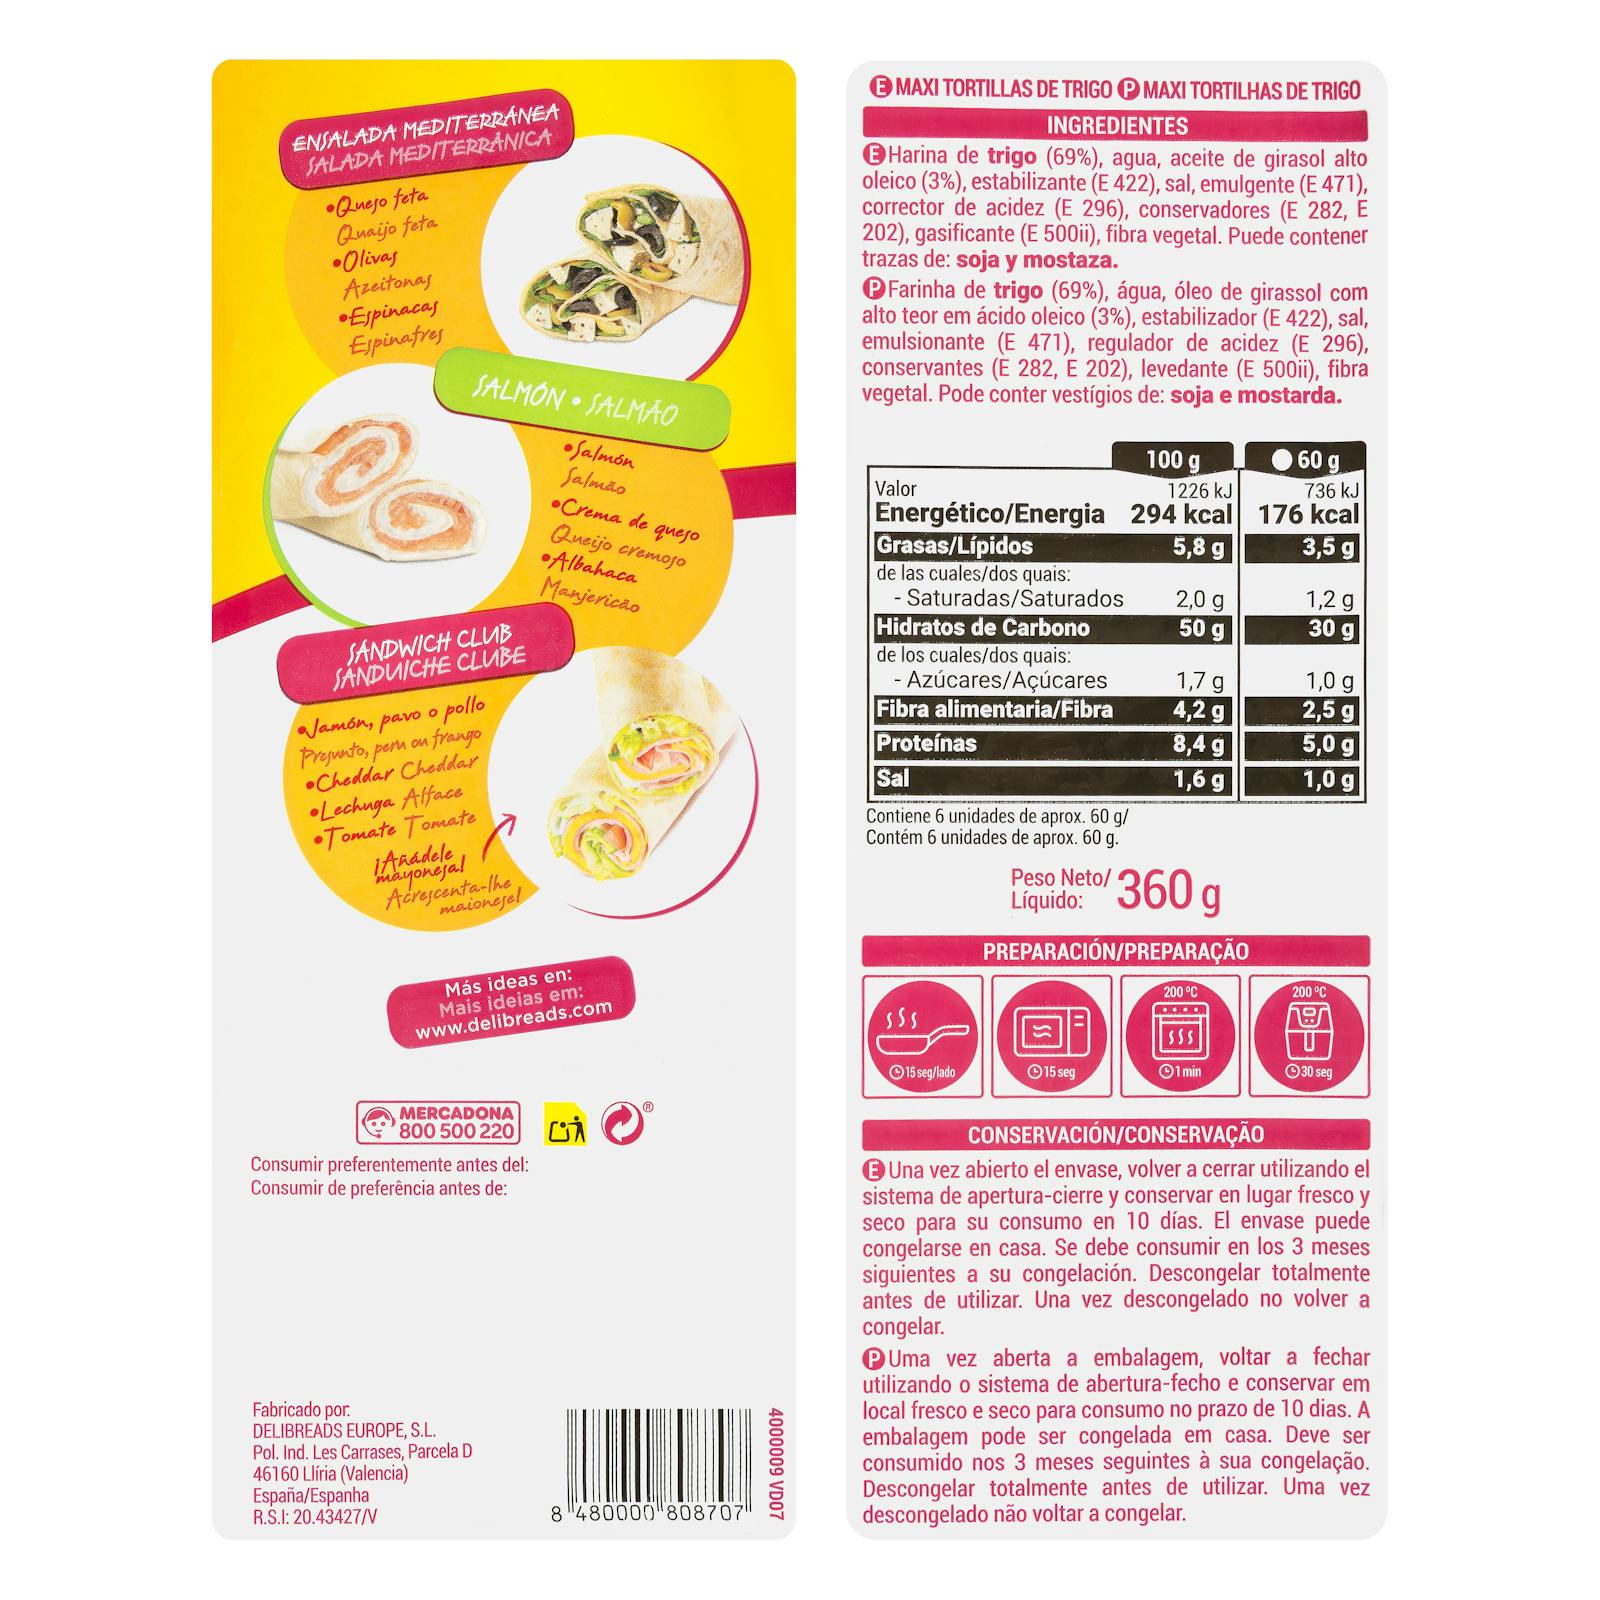 ENSALADA MEDITERRÁNEA
SALADA MEDITERRÂNICA
•Queso feta
Quaijo feta
•Olivas
Azeitonas
•Espinacas
Espinafres
SALMÓN • SALMÃO
•Salmón
Salmão
•Crema de queso
Queijo cremoso
•Albahaca
Manjericão
SÁNDWICH CLUB
SANDUICHE CLUBE
•Jamón, pavo o pollo
Presunto, peru ou frango
•Cheddar Cheddar
•Lechuga Alface
•Tomate Tomate
¡Añádele
mayonesa!
Acrescenta-lhe
maionese!
Más ideas en:
Mais ideias em:
www.delibreads.com
MERCADONA
800 500 220
®
Consumir preferentemente antes del:
Consumir de preferência antes de:
Fabricado por:
DELIBREADS EUROPE, S.L.
Pol. Ind. Les Carrases, Parcela D
46160 Llíria (Valencia)
España/Espanha
R.S.I: 20.43427/V
8 480000 808707
4000009 VD07
E MAXI TORTILLAS DE TRIGO P MAXI TORTILHAS DE TRIGO
INGREDIENTES
E Harina de trigo (69%), agua, aceite de girasol alto
oleico (3%), estabilizante (E 422), sal, emulgente (E 471),
corrector de acidez (E 296), conservadores (E 282, E
202), gasificante (E 500ii), fibra vegetal. Puede contener
trazas de: soja y mostaza.
P Farinha de trigo (69%), água, óleo de girassol com
alto teor em ácido oleico (3%), estabilizador (E 422), sal,
emulsionante (E 471), regulador de acidez (E 296),
conservantes (E 282, E 202), levedante (E 500ii), fibra
vegetal. Pode conter vestígios de: soja e mostarda.
100 g 60 g
Valor 1226 kJ 736 kJ
Energético/Energia 294 kcal 176 kcal
Grasas/Lípidos 5,8 g 3,5 g
de las cuales/dos quais:
- Saturadas/Saturados 2,0 g 1,2 g
Hidratos de Carbono 50 g 30 g
de los cuales/dos quais:
- Azúcares/Açúcares 1,7 g 1,0 g
Fibra alimentaria/Fibra 4,2 g 2,5 g
Proteínas 8,4 g 5,0 g
Sal 1,6 g 1,0 g
Contiene 6 unidades de aprox. 60 g/
Contém 6 unidades de aprox. 60 g.
Peso Neto/
Líquido: 360 g
PREPARACIÓN/PREPARAÇÃO
200 ºC 200 ºC
15 seg/lado 15 seg 1 min 30 seg
CONSERVACIÓN/CONSERVAÇÃO
E Una vez abierto el envase, volver a cerrar utilizando el
sistema de apertura-cierre y conservar en lugar fresco y
seco para su consumo en 10 días. El envase puede
congelarse en casa. Se debe consumir en los 3 meses
siguientes a su congelación. Descongelar totalmente
antes de utilizar. Una vez descongelado no volver a
congelar.
P Uma vez aberta a embalagem, voltar a fechar
utilizando o sistema de abertura-fecho e conservar em
local fresco e seco para consumo no prazo de 10 dias. A
embalagem pode ser congelada em casa. Deve ser
consumido nos 3 meses seguintes à sua congelação.
Descongelar totalmente antes de utilizar. Uma vez
descongelado não voltar a congelar.